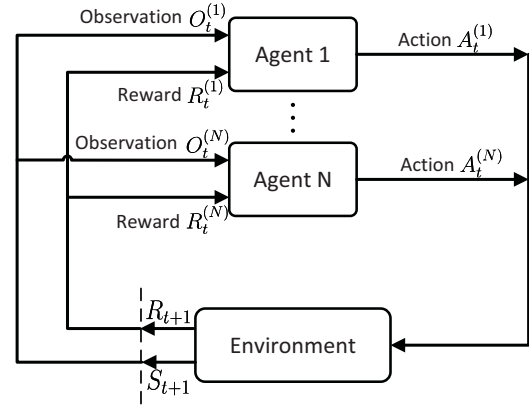 Observation $O_t^{(1)}$
Agent 1
Action $A_t^{(1)}$
Reward $R_t^{(1)}$
⋮
Observation $O_t^{(N)}$
Agent N
Action $A_t^{(N)}$
Reward $R_t^{(N)}$
$R_{t+1}$
Environment
$S_{t+1}$